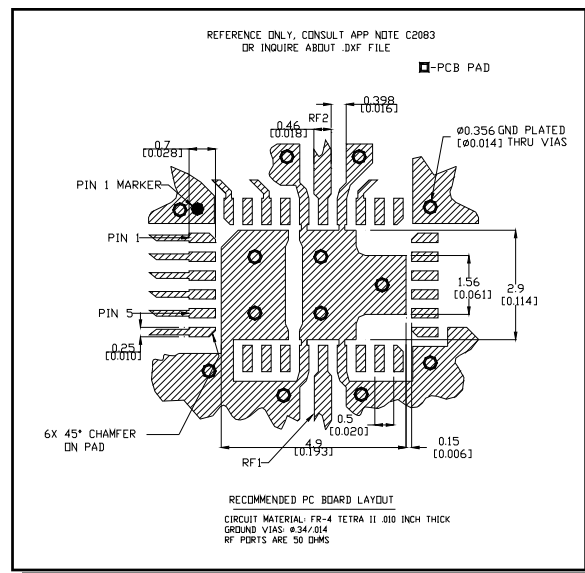 REFERENCE ONLY, CONSULT APP NOTE C2083
OR INQUIRE ABOUT .DXF FILE
-PCB PAD
0.398
[0.016]
RF2
0.46
[0.018]
Ø0.356 GND PLATED
[Ø0.014] THRU VIAS
0.7
[0.028]
PIN 1 MARKER
PIN 1
1.56
[0.061]
2.9
[0.114]
PIN 5
0.25
[0.010]
0.5
[0.020]
6X 45° CHAMFER
ON PAD
4.9
[0.193]
0.15
[0.006]
RF1
RECOMMENDED PC BOARD LAYOUT
CIRCUIT MATERIAL: FR-4 TETRA II .010 INCH THICK
GROUND VIAS: Ø.34/.014
RF PORTS ARE 50 OHMS